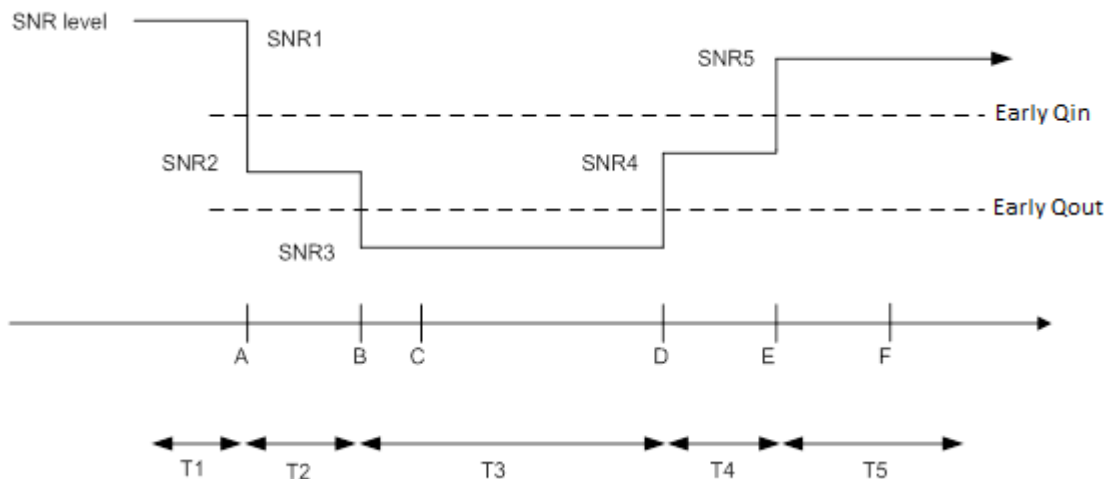 SNR level
SNR1
SNR5
Early Qin
SNR2
SNR4
Early Qout
SNR3
A B C D E F
T1 T2 T3 T4 T5